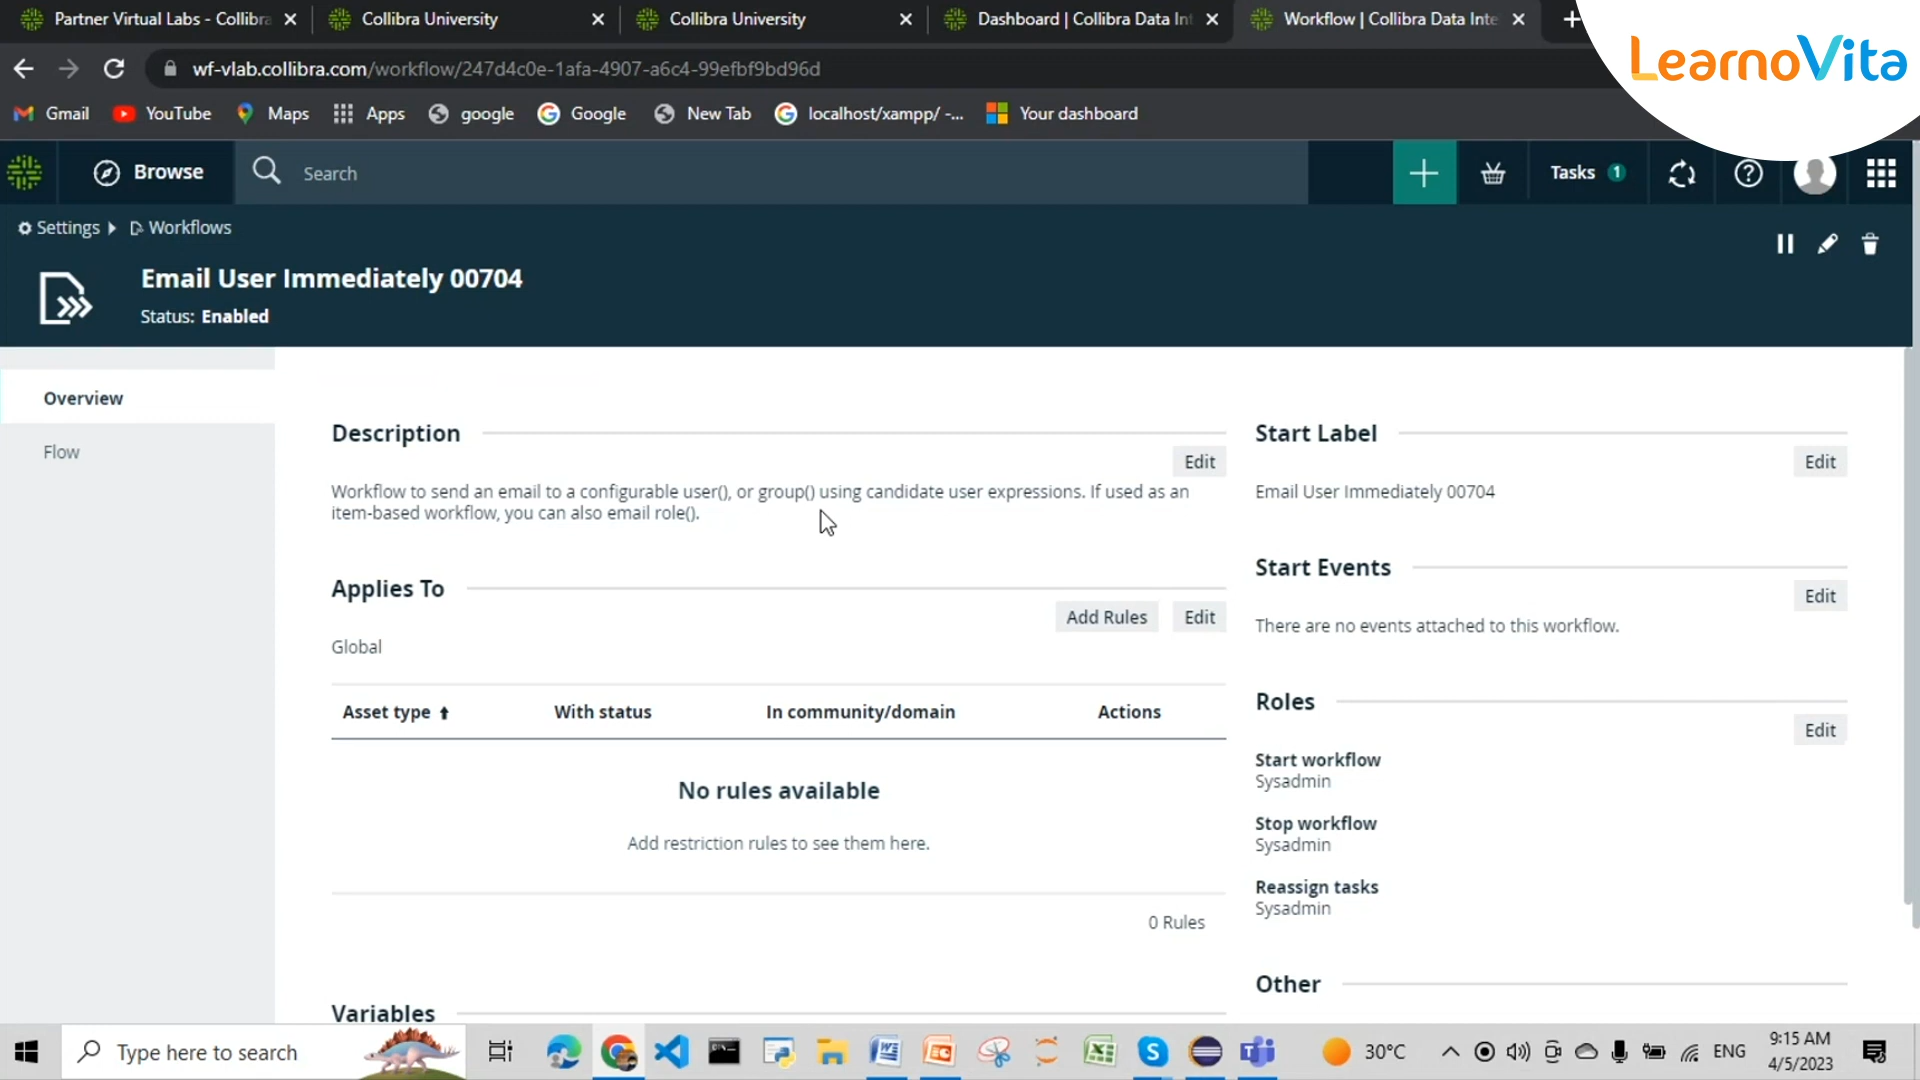 Partner Virtual Labs - Collibra
Collibra University
Collibra University
Dashboard | Collibra Data Int
Workflow | Collibra Data Inte
LearnoVita
wf-vlab.collibra.com/workflow/247d4c0e-1afa-4907-a6c4-99efbf9bd96d
Gmail YouTube Maps Apps google Google New Tab localhost/xampp/ -... Your dashboard
Browse Search Tasks 1
Settings Workflows
Email User Immediately 00704
Status: Enabled
Overview
Flow
Description
Edit
Workflow to send an email to a configurable user(), or group() using candidate user expressions. If used as an
item-based workflow, you can also email role().
Applies To
Add Rules Edit
Global
Asset type With status In community/domain Actions
No rules available
Add restriction rules to see them here.
0 Rules
Variables
Start Label
Edit
Email User Immediately 00704
Start Events
Edit
There are no events attached to this workflow.
Roles
Edit
Start workflow
Sysadmin
Stop workflow
Sysadmin
Reassign tasks
Sysadmin
Other
Type here to search
30°C
ENG
9:15 AM
4/5/2023